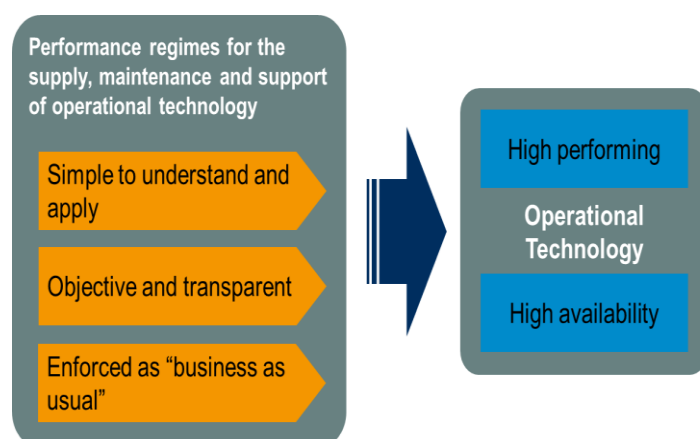 Performance regimes for the
supply, maintenance and support
of operational technology
Simple to understand and
apply
Objective and transparent
Enforced as “business as
usual”
High performing
Operational
Technology
High availability